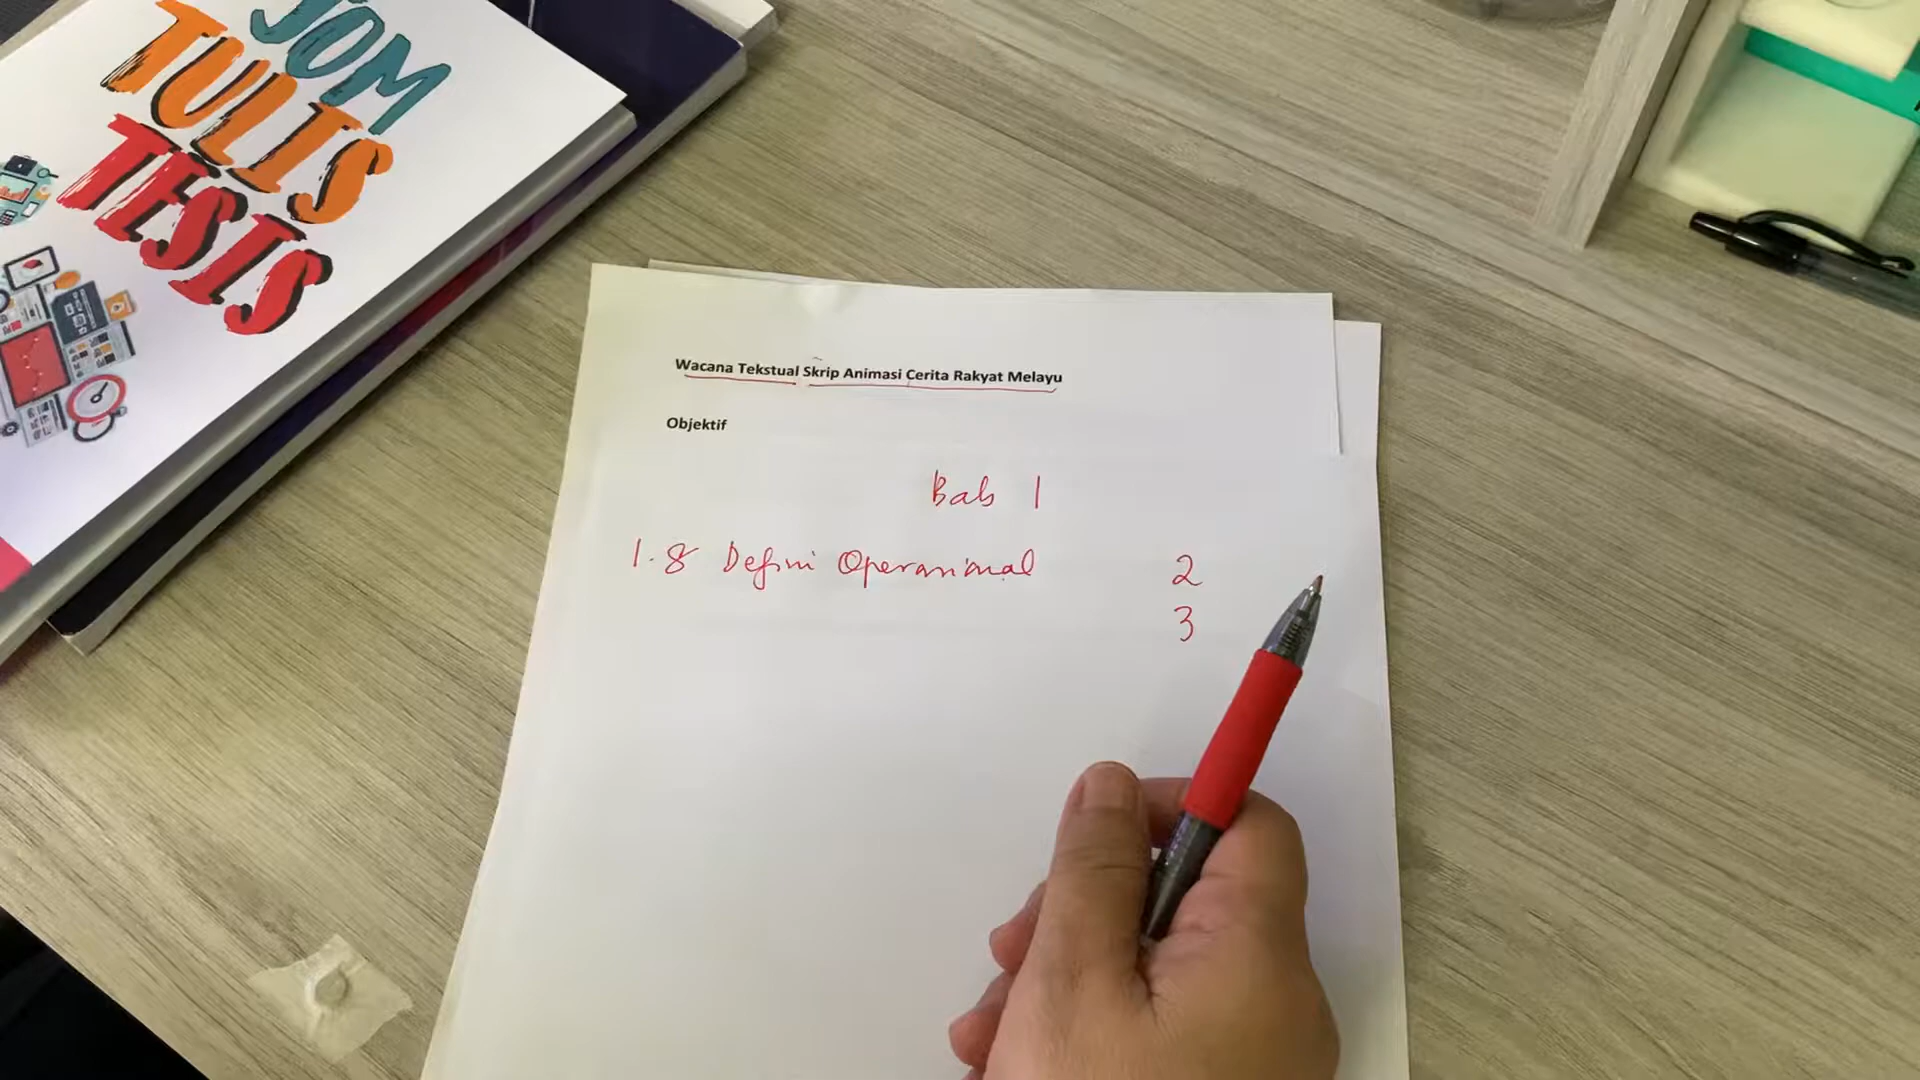 JOM
TULIS
TESIS
Wacana Tekstual Skrip Animasi Cerita Rakyat Melayu
Objektif
Bab 1
1.8 Defini Operasional 2
3